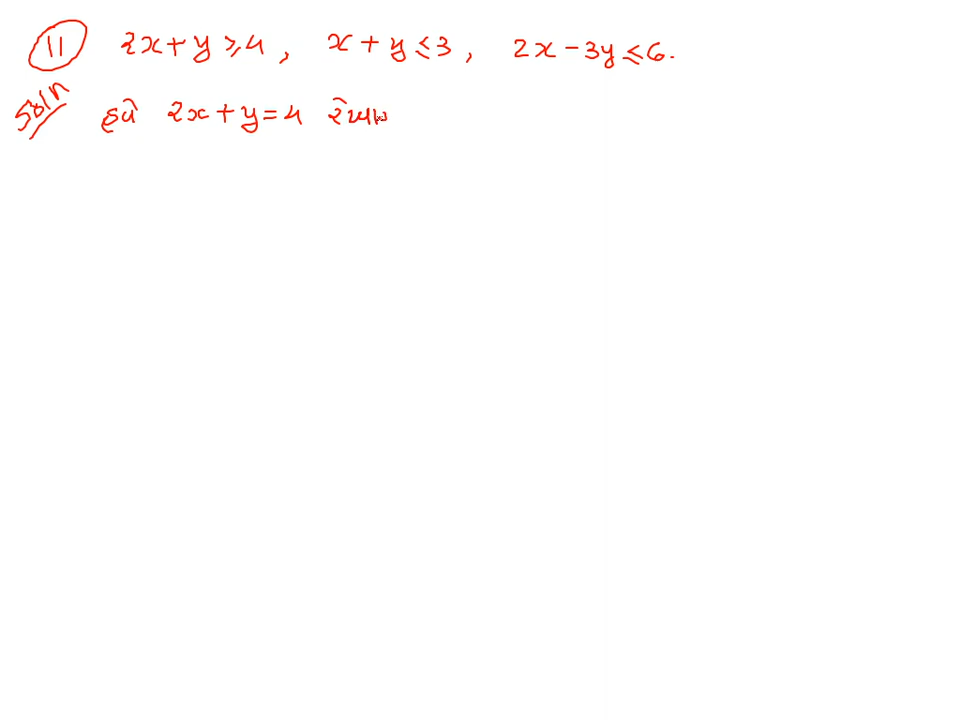 11 2x + y ≥ 4 , x + y ≤ 3 , 2x - 3y ≤ 6.
Soln હવે 2x + y = 4